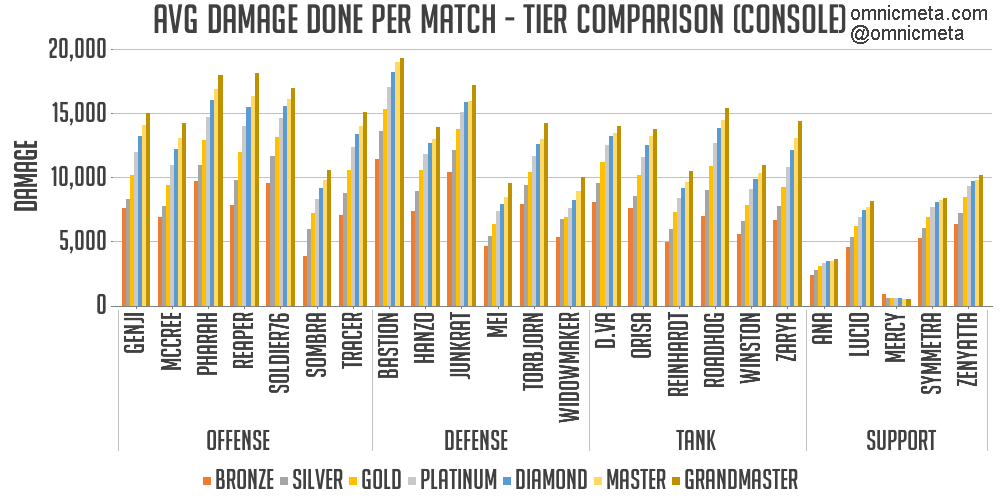 AVG DAMAGE DONE PER MATCH - TIER COMPARISON (CONSOLE)
omnicmeta.com
@omnicmeta
DAMAGE
20,000
15,000
10,000
5,000
0
GENJI
MCCREE
PHARAH
REAPER
SOLDIER76
SOMBRA
TRACER
BASTION
HANZO
JUNKRAT
MEI
TORBJORN
WIDOWMAKER
D.VA
ORISA
REINHARDT
ROADHOG
WINSTON
ZARYA
ANA
LUCIO
MERCY
SYMMETRA
ZENYATTA
OFFENSE DEFENSE TANK SUPPORT
BRONZE SILVER GOLD PLATINUM DIAMOND MASTER GRANDMASTER